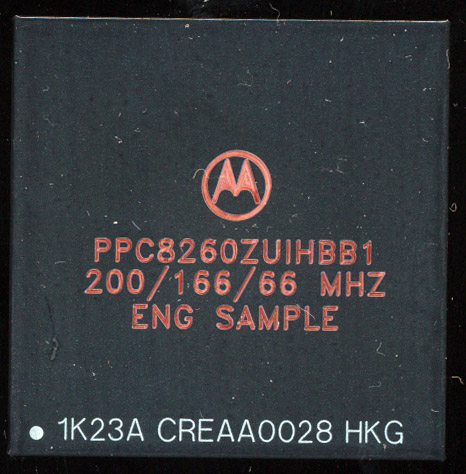 PPC8260ZUIHBB1
200/166/66 MHZ
ENG SAMPLE
1K23A CREAA0028 HKG